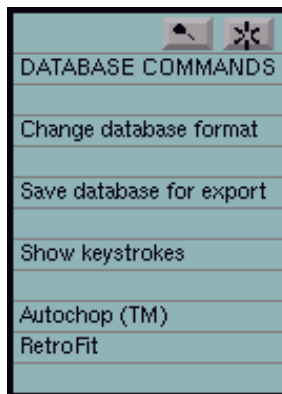 DATABASE COMMANDS
Change database format
Save database for export
Show keystrokes
Autochop (TM)
RetroFit